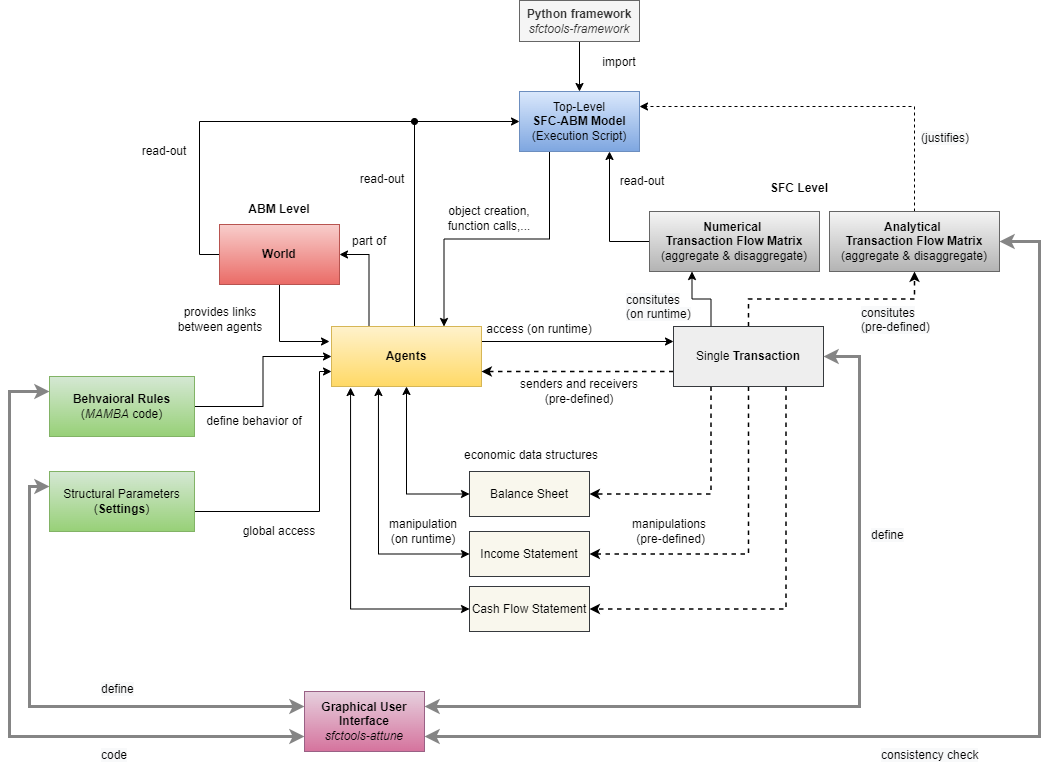 Python framework
sfctools-framework
import
Top-Level
SFC-ABM Model
(Execution Script)
(justifies)
read-out
read-out
read-out
SFC Level
ABM Level
object creation,
function calls,...
Numerical
Transaction Flow Matrix
(aggregate & disaggregate)
Analytical
Transaction Flow Matrix
(aggregate & disaggregate)
World
part of
provides links
between agents
consitutes
(on runtime)
consitutes
(pre-defined)
access (on runtime)
Agents
Single Transaction
senders and receivers
(pre-defined)
Behvaioral Rules
(MAMBA code)
define behavior of
economic data structures
Structural Parameters
(Settings)
Balance Sheet
global access
manipulation
(on runtime)
manipulations
(pre-defined)
define
Income Statement
Cash Flow Statement
define
Graphical User
Interface
sfctools-attune
code
consistency check